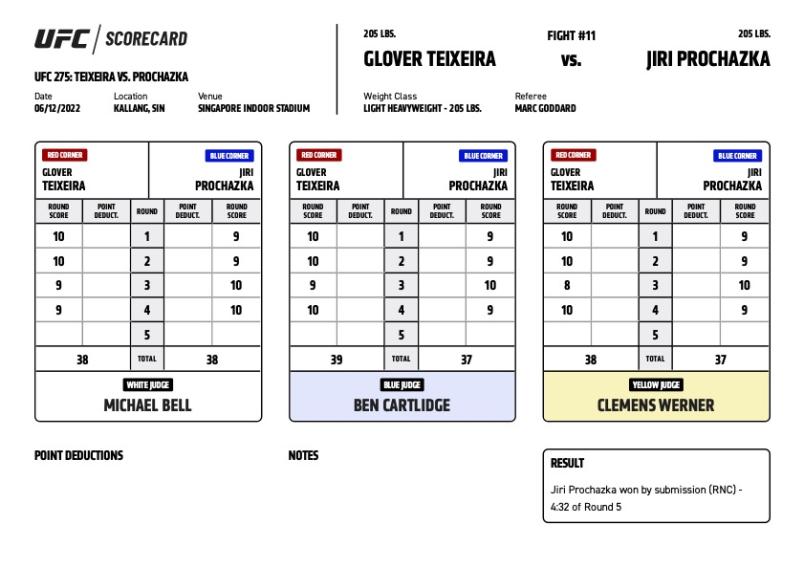 UFC / SCORECARD
UFC 275: TEIXEIRA VS. PROCHAZKA
Date Location Venue
06/12/2022 KALLANG, SIN SINGAPORE INDOOR STADIUM
205 LBS. FIGHT #11 205 LBS.
GLOVER TEIXEIRA VS. JIRI PROCHAZKA
Weight Class Referee
LIGHT HEAVYWEIGHT - 205 LBS. MARC GODDARD
RED CORNER BLUE CORNER
GLOVER JIRI
TEIXEIRA PROCHAZKA
ROUND SCORE POINT DEDUCT. ROUND POINT DEDUCT. ROUND SCORE
10 1 9
10 2 9
9 3 10
9 4 10
5
38 TOTAL 38
WHITE JUDGE
MICHAEL BELL
RED CORNER BLUE CORNER
GLOVER JIRI
TEIXEIRA PROCHAZKA
ROUND SCORE POINT DEDUCT. ROUND POINT DEDUCT. ROUND SCORE
10 1 9
10 2 9
9 3 10
10 4 9
5
39 TOTAL 37
BLUE JUDGE
BEN CARTLIDGE
RED CORNER BLUE CORNER
GLOVER JIRI
TEIXEIRA PROCHAZKA
ROUND SCORE POINT DEDUCT. ROUND POINT DEDUCT. ROUND SCORE
10 1 9
10 2 9
8 3 10
10 4 9
5
38 TOTAL 37
YELLOW JUDGE
CLEMENS WERNER
POINT DEDUCTIONS
NOTES
RESULT
Jiri Prochazka won by submission (RNC) -
4:32 of Round 5